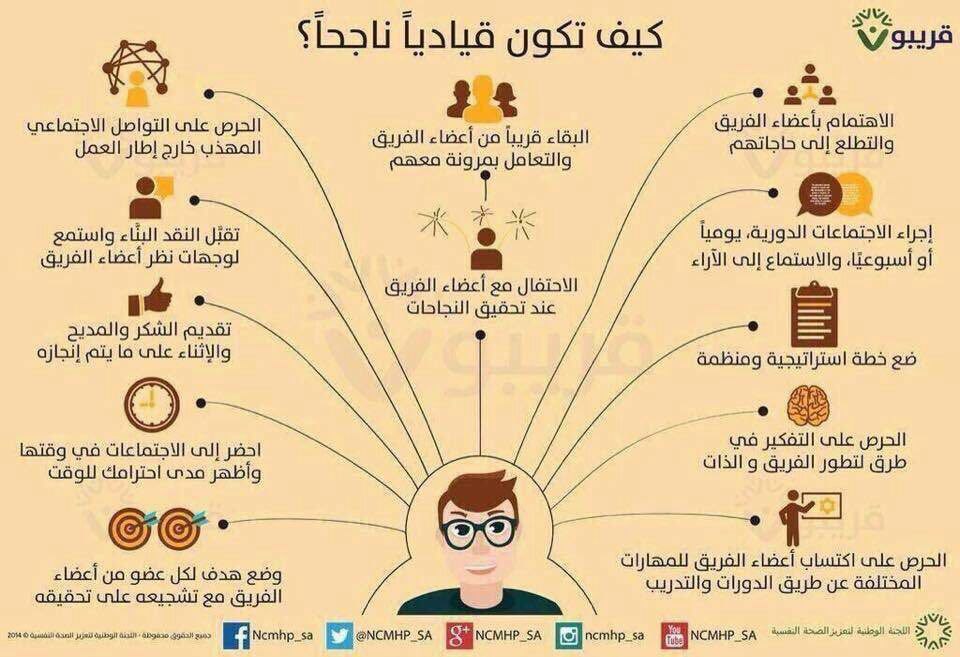 كيف تكون قيادياً ناجحاً؟
قريبون
الاهتمام بأعضاء الفريق
والتطلع إلى حاجاتهم
إجراء الاجتماعات الدورية، يومياً
أو أسبوعيًا، والاستماع إلى الآراء
ضع خطة استراتيجية ومنظمة
الحرص على التفكير في
طرق لتطور الفريق و الذات
الحرص على اكتساب أعضاء الفريق للمهارات
المختلفة عن طريق الدورات والتدريب
البقاء قريباً من أعضاء الفريق
والتعامل بمرونة معهم
الاحتفال مع أعضاء الفريق
عند تحقيق النجاحات
الحرص على التواصل الاجتماعي
المهذب خارج إطار العمل
تقبَّل النقد البنَّاء واستمع
لوجهات نظر أعضاء الفريق
تقديم الشكر والمديح
والإثناء على ما يتم إنجازه
احضر إلى الاجتماعات في وقتها
وأظهر مدى احترامك للوقت
وضع هدف لكل عضو من أعضاء
الفريق مع تشجيعه على تحقيقه
قريبون
اللجنة الوطنية لتعزيز الصحة النفسية
You Tube NCMHP_SA
ncmhp_sa
g+ NCMHP_SA
@NCMHP_SA
f Ncmhp_sa
جميع الحقوق محفوظة - اللجنة الوطنية لتعزيز الصحة النفسية © 2014